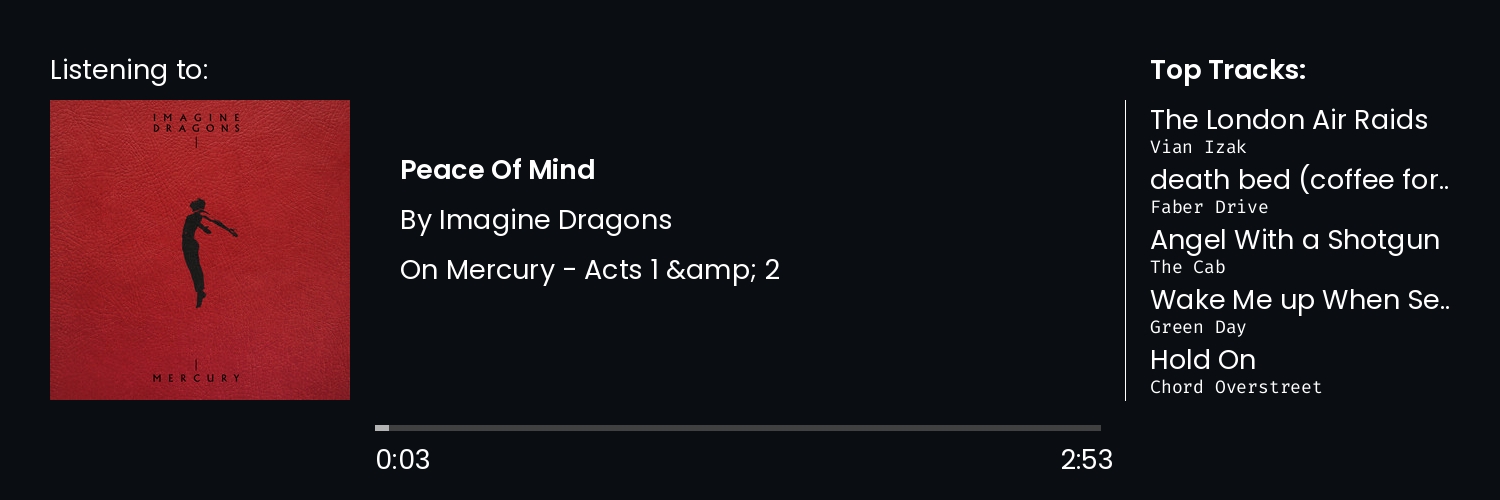 Listening to:
IMAGINE
DRAGONS
MERCURY
Peace Of Mind
By Imagine Dragons
On Mercury - Acts 1 &amp; 2
0:03
2:53
Top Tracks:
The London Air Raids
Vian Izak
death bed (coffee for..
Faber Drive
Angel With a Shotgun
The Cab
Wake Me up When Se..
Green Day
Hold On
Chord Overstreet